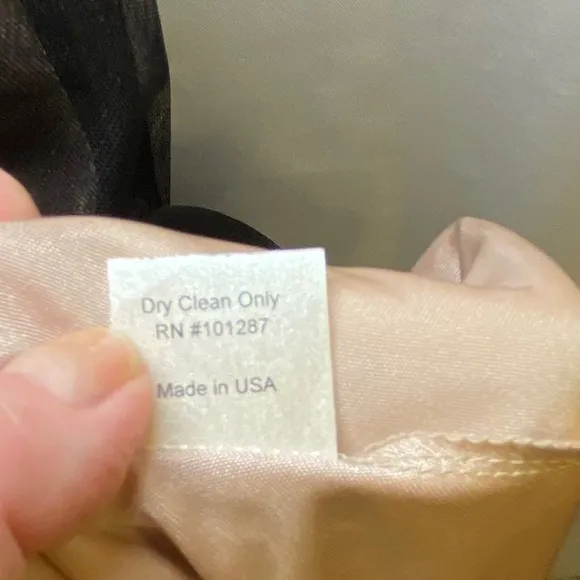 Dry Clean Only
RN #101287
Made in USA